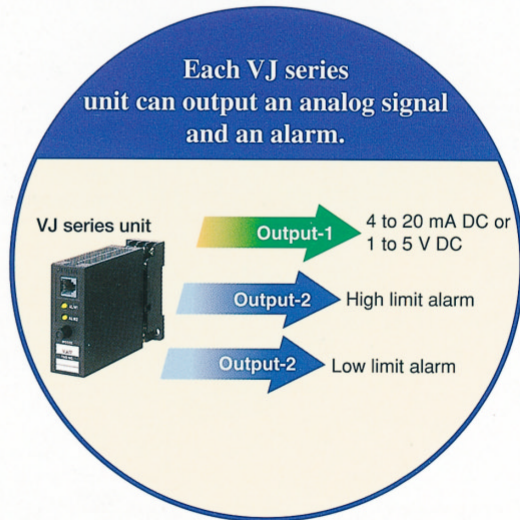 Each VJ series
unit can output an analog signal
and an alarm.
VJ series unit
Output-1
4 to 20 mA DC or
1 to 5 V DC
Output-2
High limit alarm
Output-2
Low limit alarm